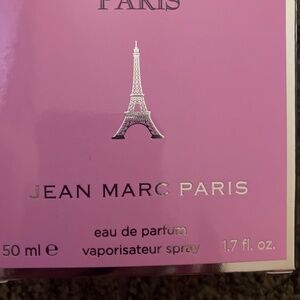 PARIS
JEAN MARC PARIS
eau de parfum
50 ml e vaporisateur spray 1.7 fl. oz.